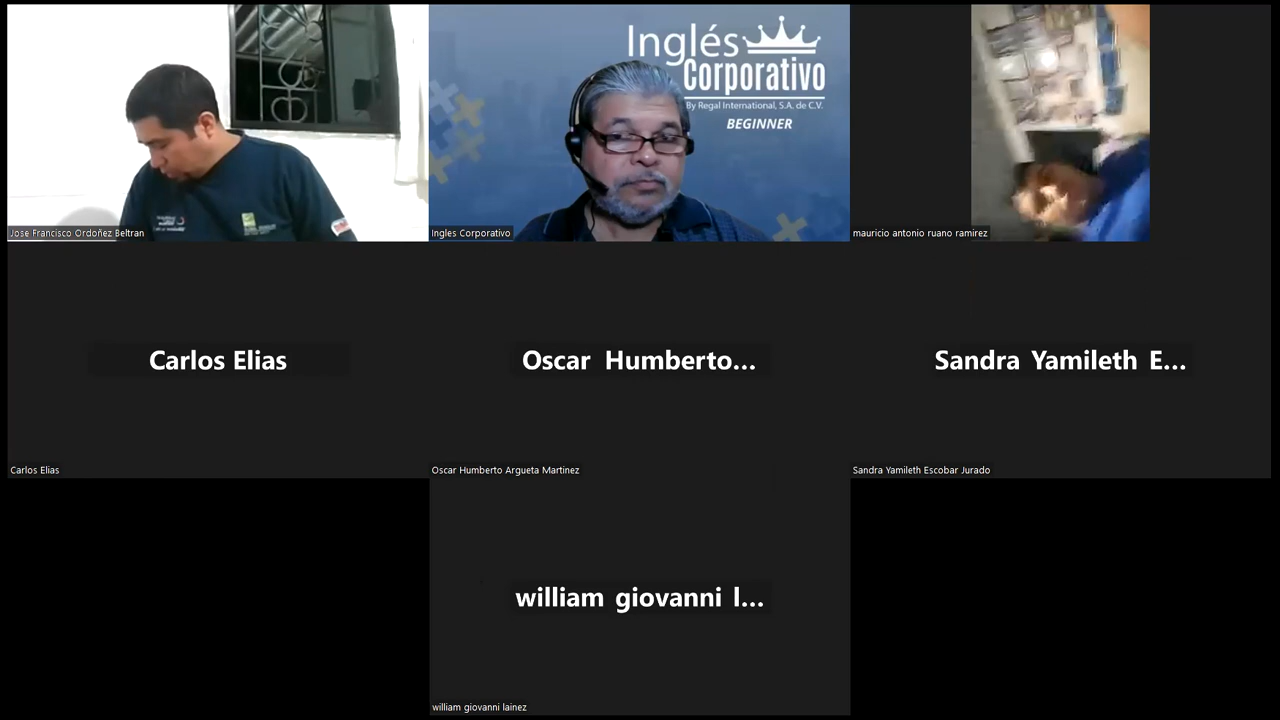 Inglés
Corporativo
By Regal International, S.A. de C.V.
BEGINNER
Jose Francisco Ordoñez Beltran
Ingles Corporativo
mauricio antonio ruano ramirez
Carlos Elias
Oscar Humberto...
Sandra Yamileth E...
Carlos Elias
Oscar Humberto Argueta Martinez
Sandra Yamileth Escobar Jurado
william giovanni l...
william giovanni lainez